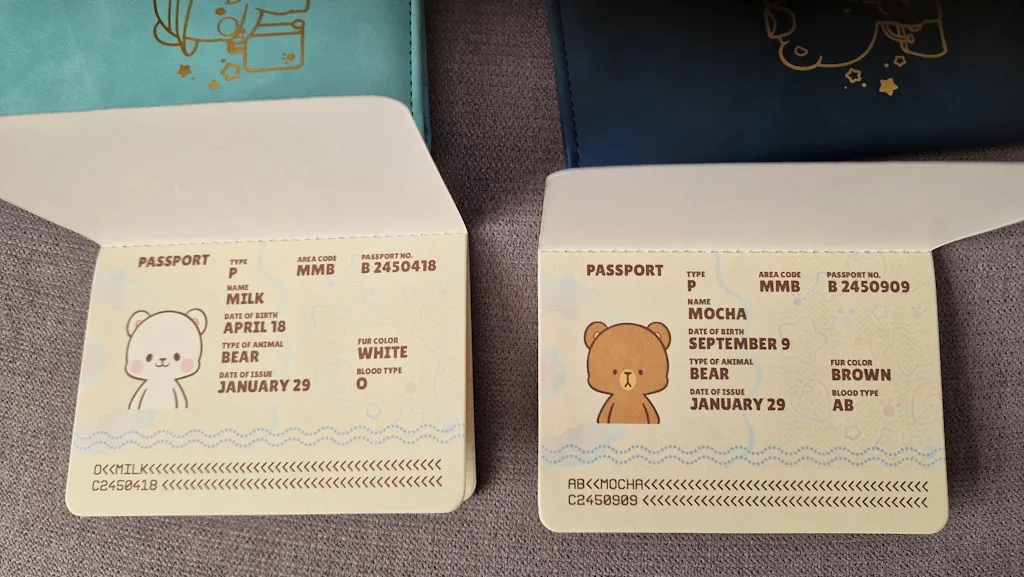 PASSPORT
TYPE AREA CODE PASSPORT NO.
P MMB B 2450418
NAME
MILK
DATE OF BIRTH
APRIL 18
TYPE OF ANIMAL FUR COLOR
BEAR WHITE
DATE OF ISSUE BLOOD TYPE
JANUARY 29 O
O<<MILK<<<<<<<<<<<<<<<<<<<<<<<<<<<<<<<<<<<<
C2450418 <<<<<<<<<<<<<<<<<<<<<<<<<<<<<<<<<<
PASSPORT
TYPE AREA CODE PASSPORT NO.
P MMB B 2450909
NAME
MOCHA
DATE OF BIRTH
SEPTEMBER 9
TYPE OF ANIMAL FUR COLOR
BEAR BROWN
DATE OF ISSUE BLOOD TYPE
JANUARY 29 AB
AB<<MOCHA<<<<<<<<<<<<<<<<<<<<<<<<<<<<<<<<<<
C2450909 <<<<<<<<<<<<<<<<<<<<<<<<<<<<<<<<<<